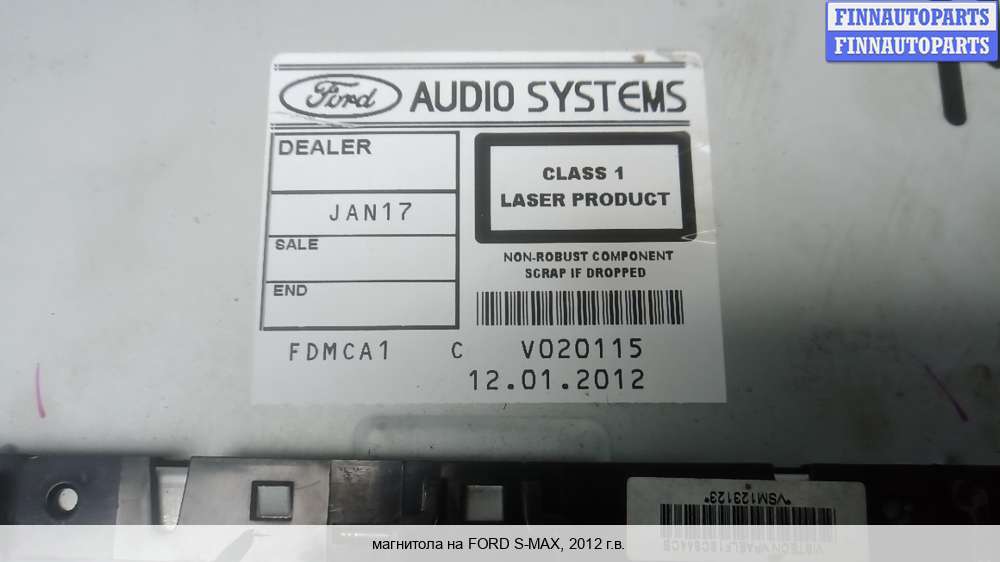 FINNAUTOPARTS
FINNAUTOPARTS
Ford AUDIO SYSTEMS
DEALER
JAN17
SALE
END
CLASS 1
LASER PRODUCT
NON-ROBUST COMPONENT
SCRAP IF DROPPED
FDMCA1 C V020115
12.01.2012
*VSM123123*
магнитола на FORD S-MAX, 2012 г.в.